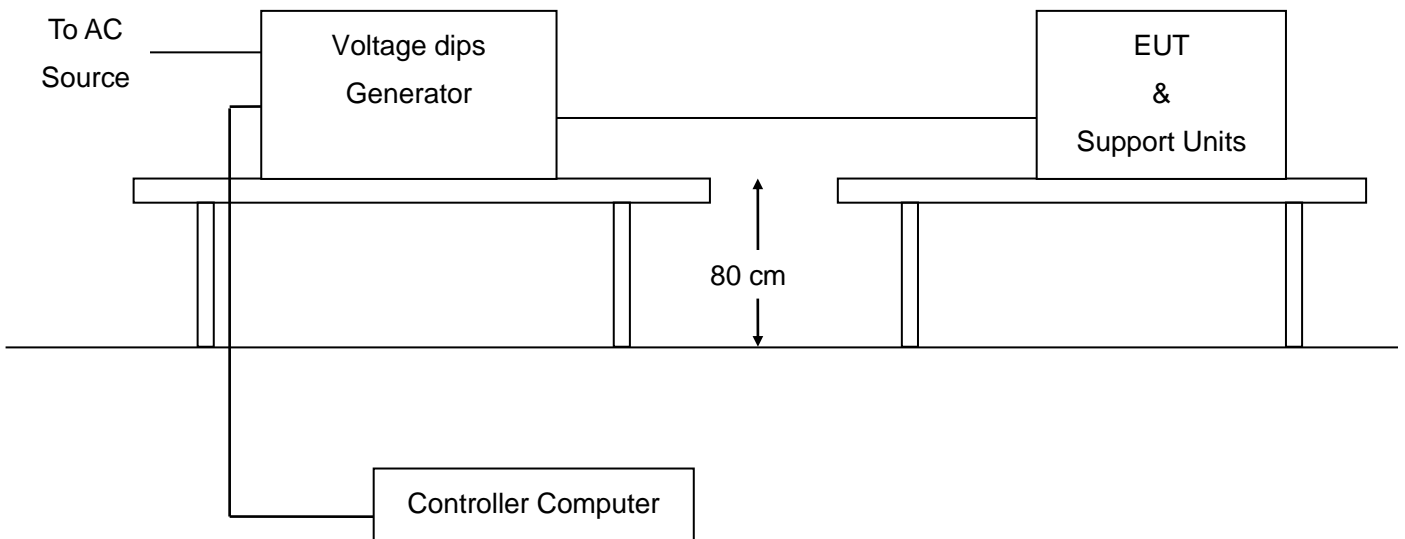 To AC
Source
Voltage dips
Generator
EUT
&
Support Units
80 cm
Controller Computer